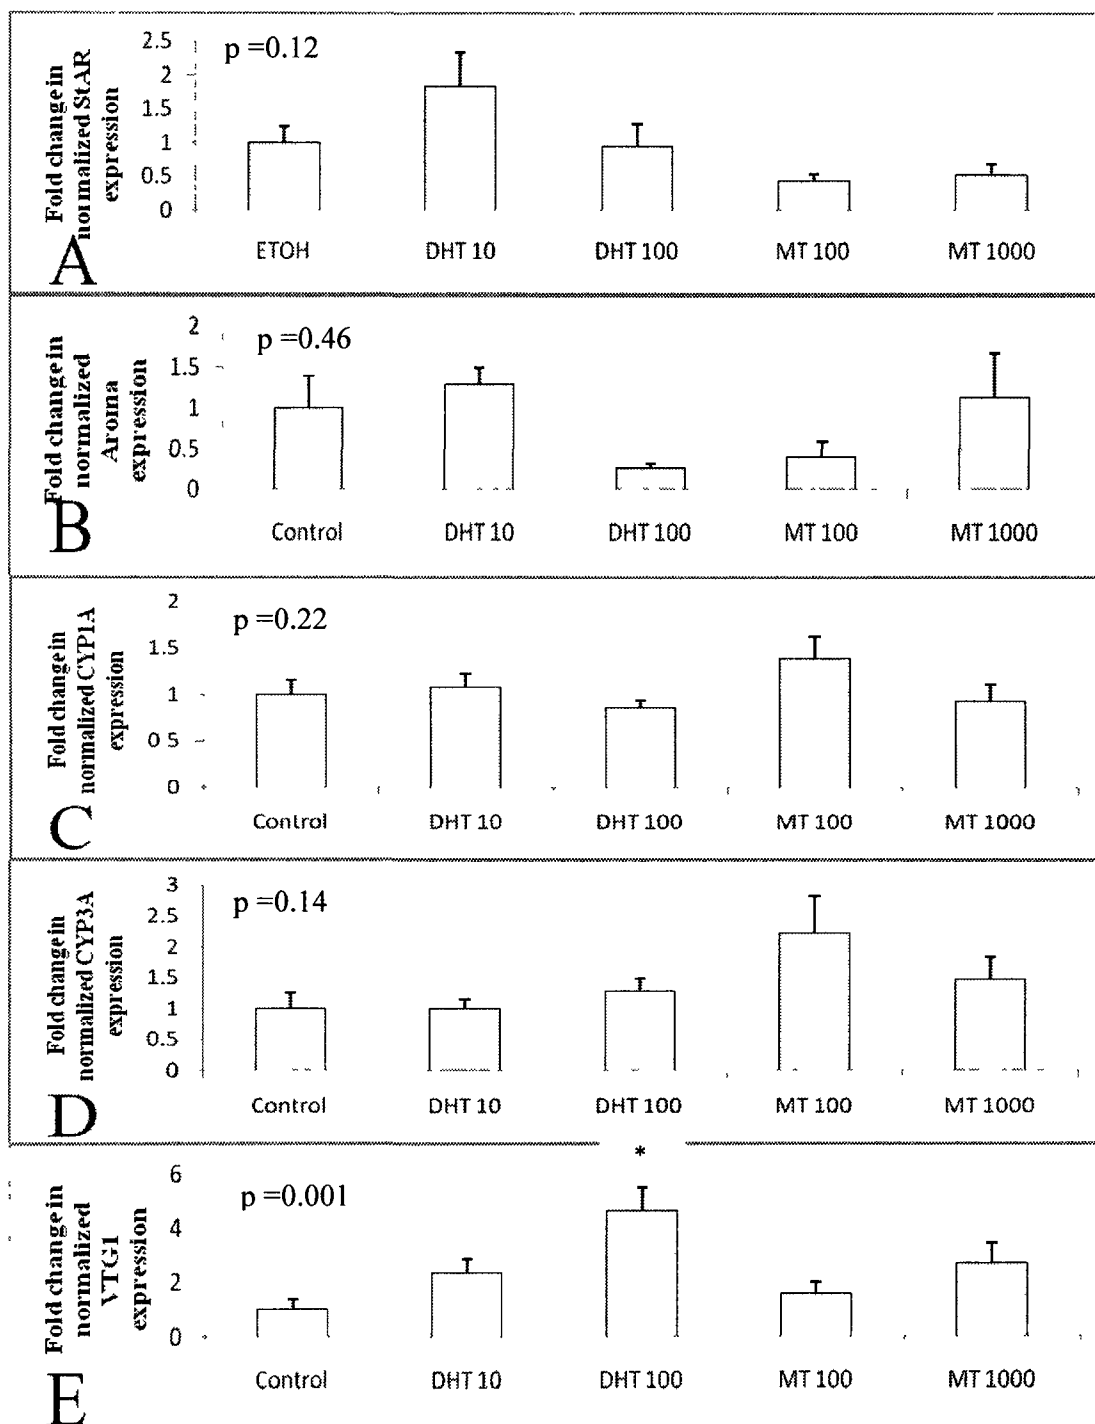 Fold change in
normalized StAR
expression
A
2.5
2
1.5
1
0.5
0
p =0.12
ETOH
DHT 10
DHT 100
MT 100
MT 1000
Fold change in
normalized
Aroma
expression
B
2
1.5
1
0.5
0
p =0.46
Control
DHT 10
DHT 100
MT 100
MT 1000
Fold change in
normalized CYP1A
expression
C
2
1.5
1
0 5
0
p =0.22
Control
DHT 10
DHT 100
MT 100
MT 1000
Fold change in
normalized CYP3A
expression
D
3
2.5
2
1.5
1
0.5
0
p =0.14
Control
DHT 10
DHT 100
MT 100
MT 1000
Fold change in
normalized
VTG1
expression
E
6
4
2
0
p =0.001
*
Control
DHT 10
DHT 100
MT 100
MT 1000